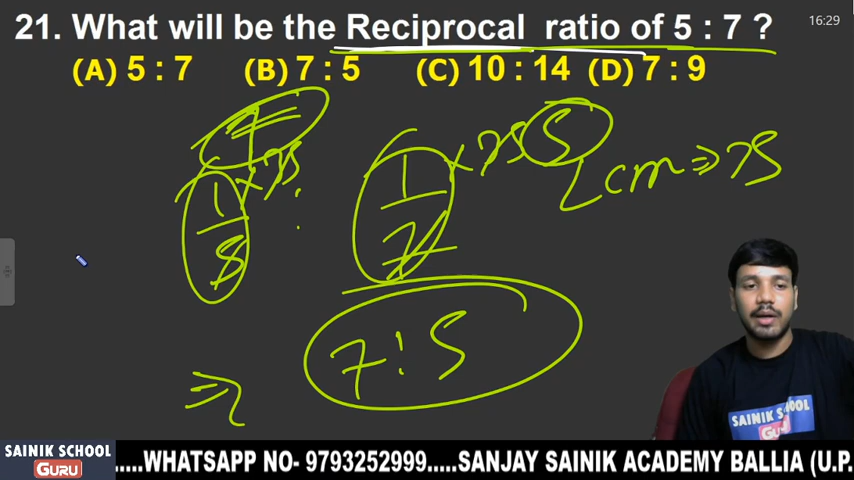 21. What will be the Reciprocal ratio of 5 : 7 ?
16:29
(A) 5 : 7 (B) 7 : 5 (C) 10 : 14 (D) 7 : 9
7
1/5 × 35 : 1/7 × 35 5
Lcm ⇒ 35
7 : 5
SAINIK SCHOOL
GURU
SAINIK SCHOOL
GURU
.....WHATSAPP NO- 9793252999.....SANJAY SAINIK ACADEMY BALLIA (U.P.